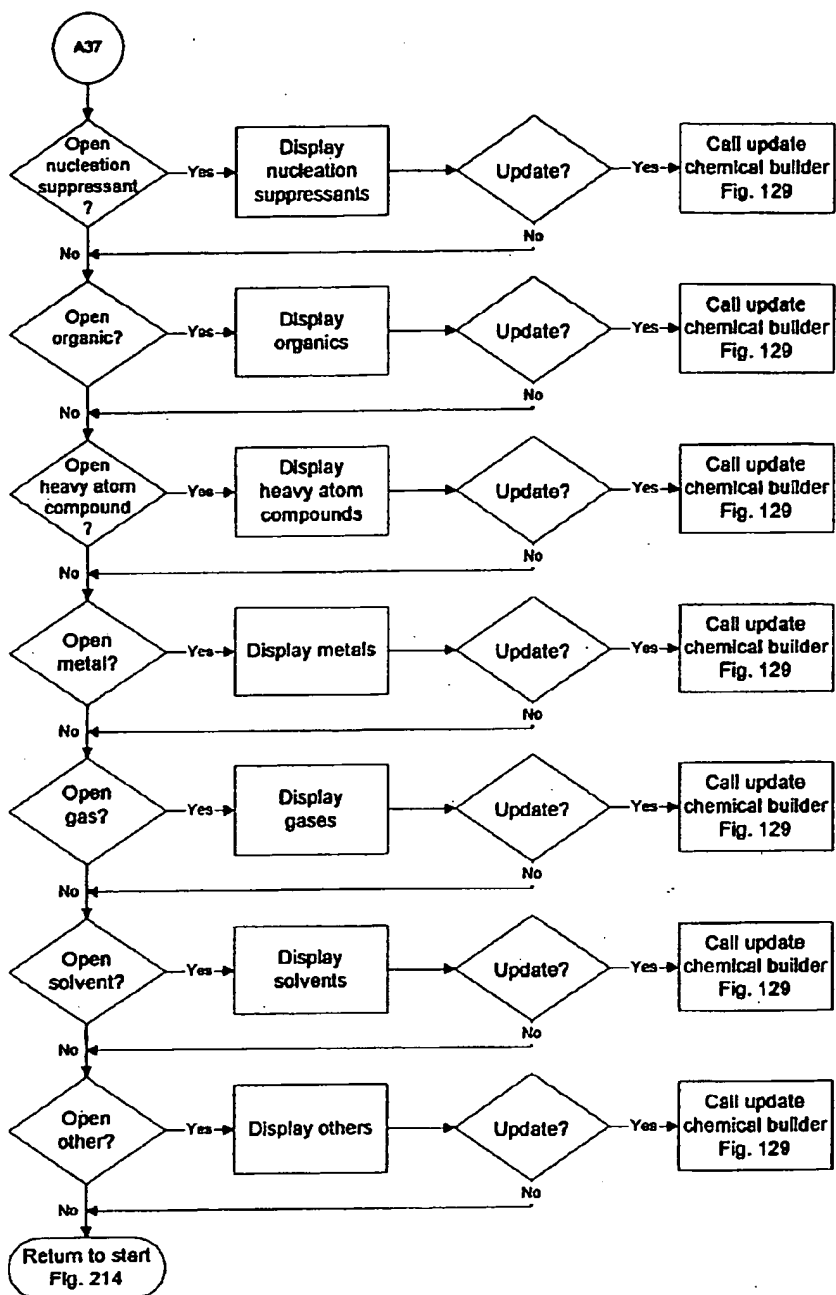 A37
Open
nucleation
suppressant
?
Yes
Display
nucleation
suppressants
Update?
Yes
Call update
chemical builder
Fig. 129
No
No
Open
organic?
Yes
Display
organics
Update?
Yes
Call update
chemical builder
Fig. 129
No
No
Open
heavy atom
compound
?
Yes
Display
heavy atom
compounds
Update?
Yes
Call update
chemical builder
Fig. 129
No
No
Open
metal?
Yes
Display metals
Update?
Yes
Call update
chemical builder
Fig. 129
No
No
Open
gas?
Yes
Display
gases
Update?
Yes
Call update
chemical builder
Fig. 129
No
No
Open
solvent?
Yes
Display
solvents
Update?
Yes
Call update
chemical builder
Fig. 129
No
No
Open
other?
Yes
Display others
Update?
Yes
Call update
chemical builder
Fig. 129
No
No
Return to start
Fig. 214